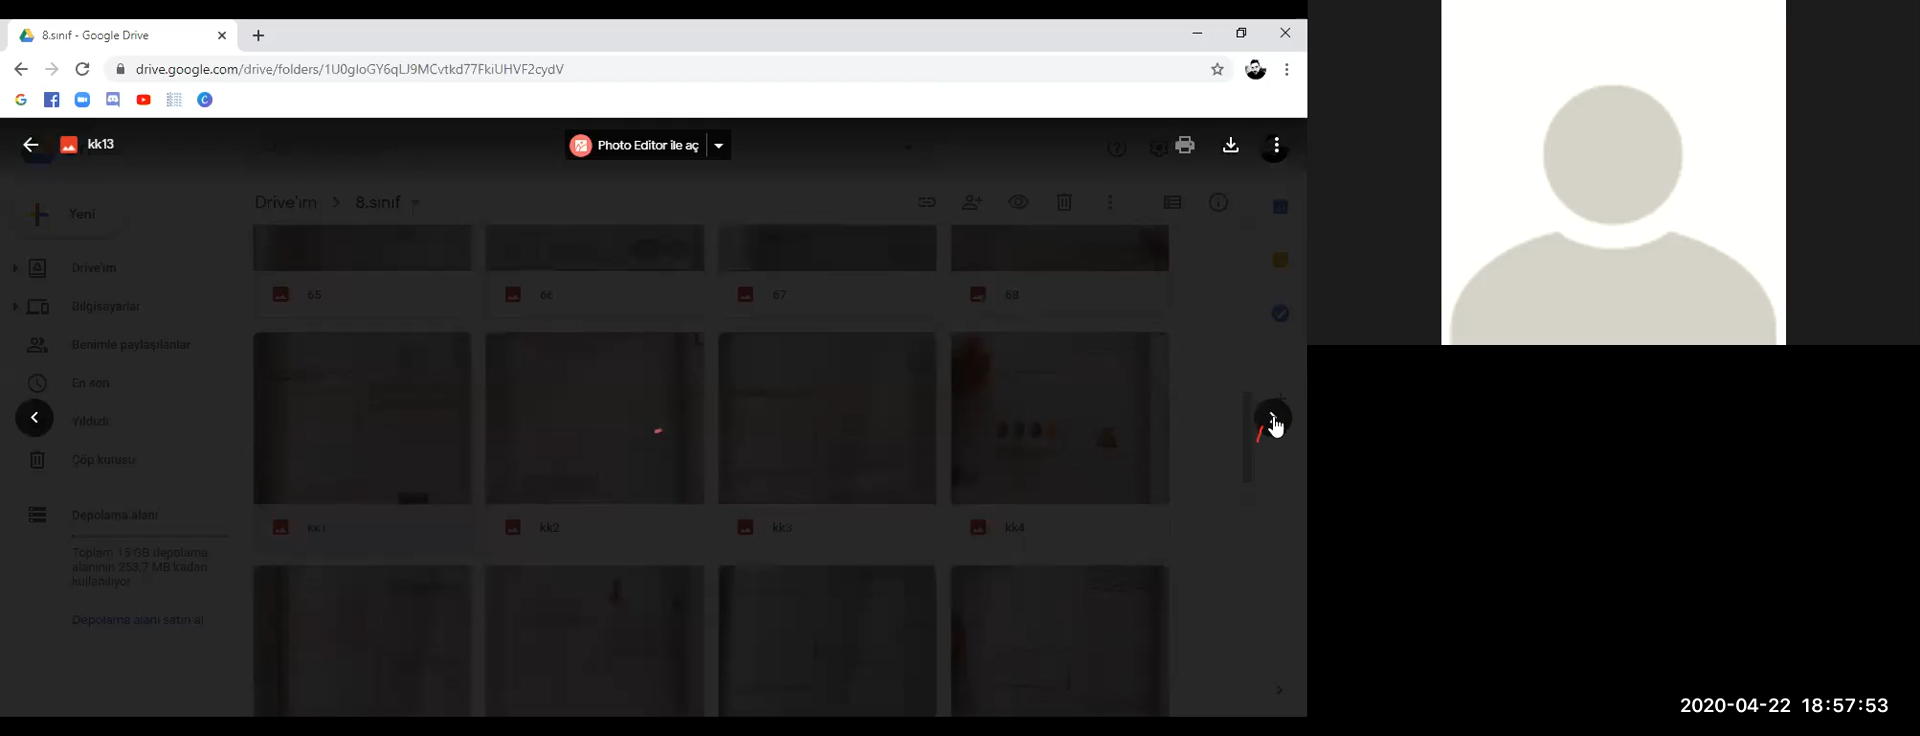 8.sınıf - Google Drive
drive.google.com/drive/folders/1U0gloGY6qLJ9MCvtkd77FkiUHVF2cydV
kk13
Photo Editor ile aç
Drive'ım > 8.sınıf
Yeni
Drive'ım
Bilgisayarlar
Benimle paylaşılanlar
En son
Yıldızlı
Çöp kutusu
Depolama alanı
Toplam 15 GB depolama
alanının 253,7 MB kadarı
kullanılıyor
Depolama alanı satın al
65
66
67
68
kk1
kk2
kk3
kk4
2020-04-22 18:57:53